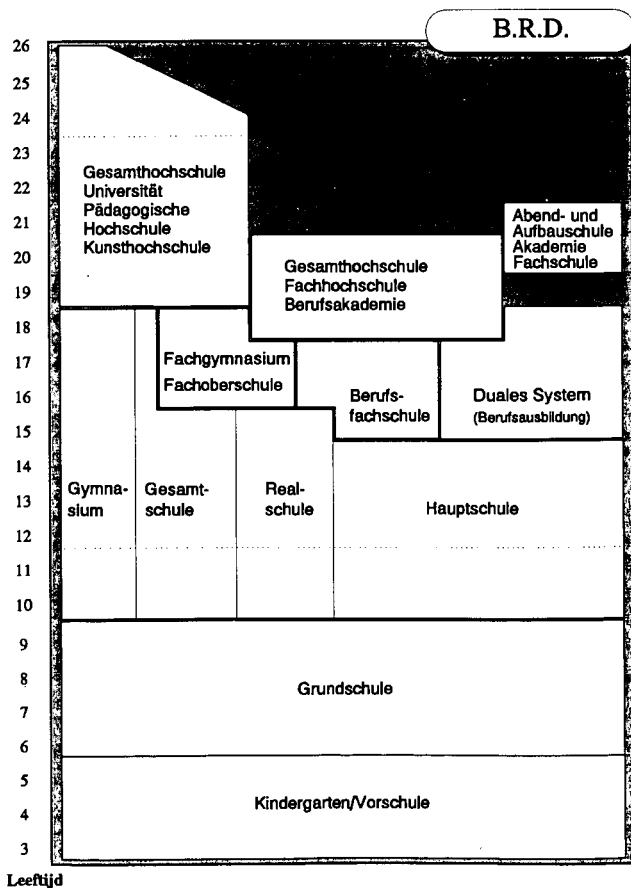 B.R.D.
26
25
24
23
22
21
20
19
18
17
16
15
14
13
12
11
10
9
8
7
6
5
4
3
Leeftijd
Gesamthochschule
Universität
Pädagogische
Hochschule
Kunsthochschule
Gesamthochschule
Fachhochschule
Berufsakademie
Abend- und
Aufbauschule
Akademie
Fachschule
Fachgymnasium
Fachoberschule
Berufs-
fachschule
Duales System
(Berufsausbildung)
Gymna-
sium
Gesamt-
schule
Real-
schule
Hauptschule
Grundschule
Kindergarten/Vorschule